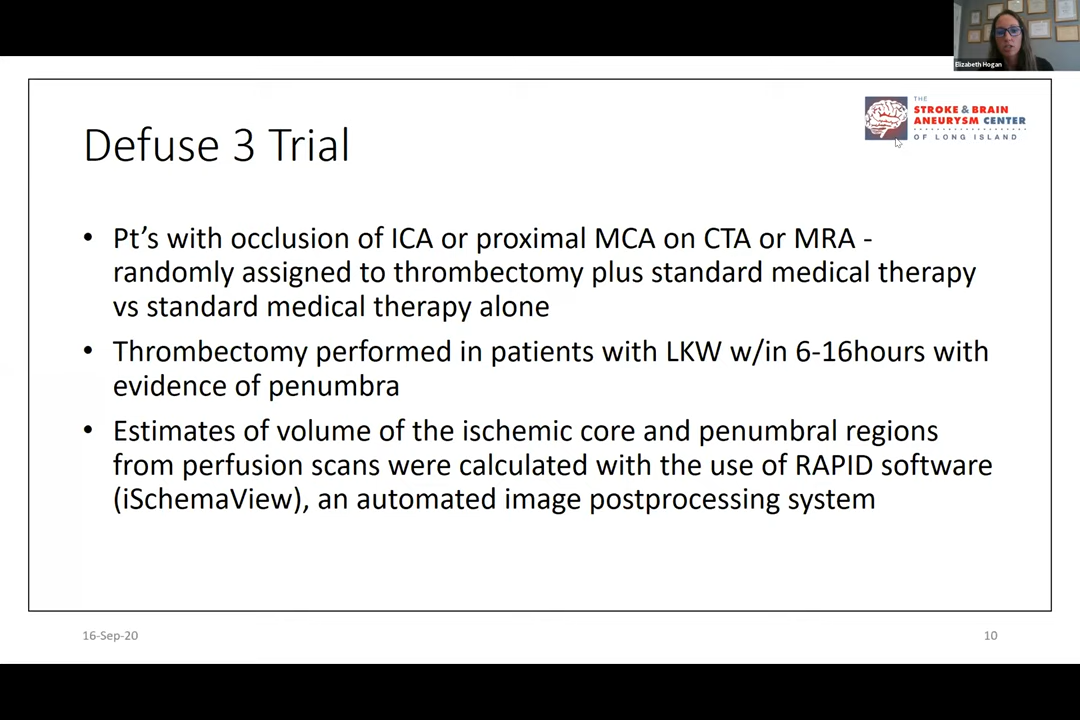 Elizabeth Hogan
THE
STROKE & BRAIN
ANEURYSM CENTER
OF LONG ISLAND
Defuse 3 Trial
• Pt's with occlusion of ICA or proximal MCA on CTA or MRA -
randomly assigned to thrombectomy plus standard medical therapy
vs standard medical therapy alone
• Thrombectomy performed in patients with LKW w/in 6-16hours with
evidence of penumbra
• Estimates of volume of the ischemic core and penumbral regions
from perfusion scans were calculated with the use of RAPID software
(iSchemaView), an automated image postprocessing system
16-Sep-20
10